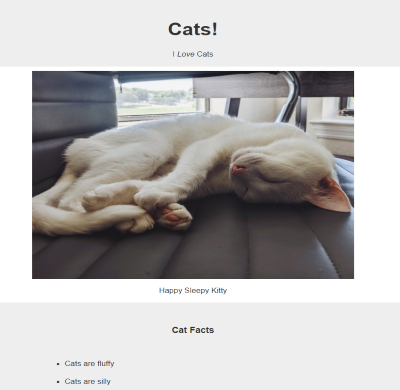 Cats!
I Love Cats
Happy Sleepy Kitty
Cat Facts
Cats are fluffy
Cats are silly